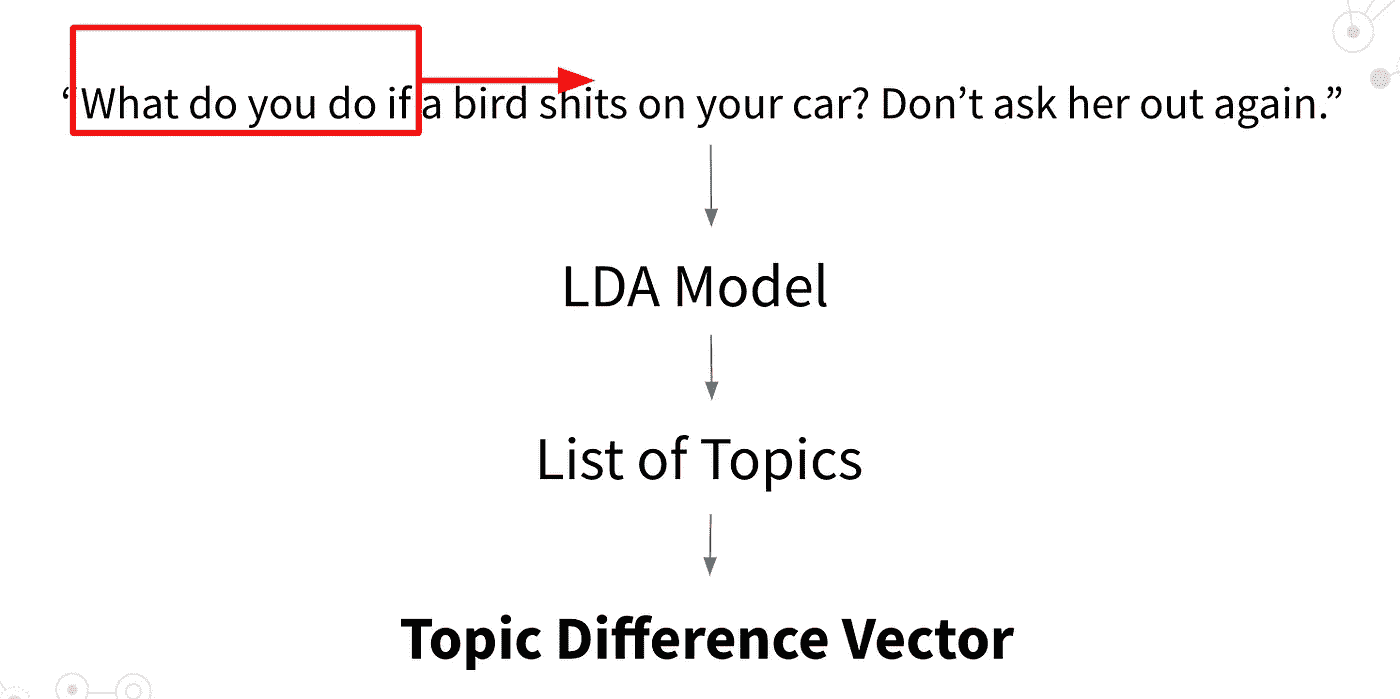 “What do you do if a bird shits on your car? Don’t ask her out again.”
LDA Model
List of Topics
Topic Difference Vector